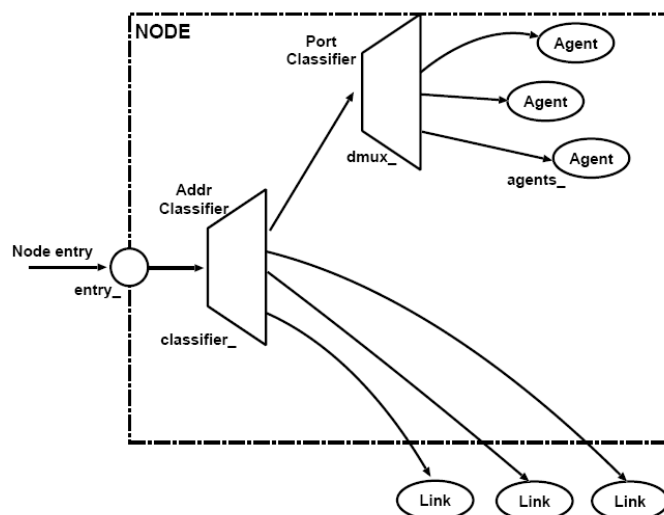 NODE
Port
Classifier
Agent
Agent
Agent
dmux_
agents_
Addr
Classifier
Node entry
entry_
classifier_
Link
Link
Link